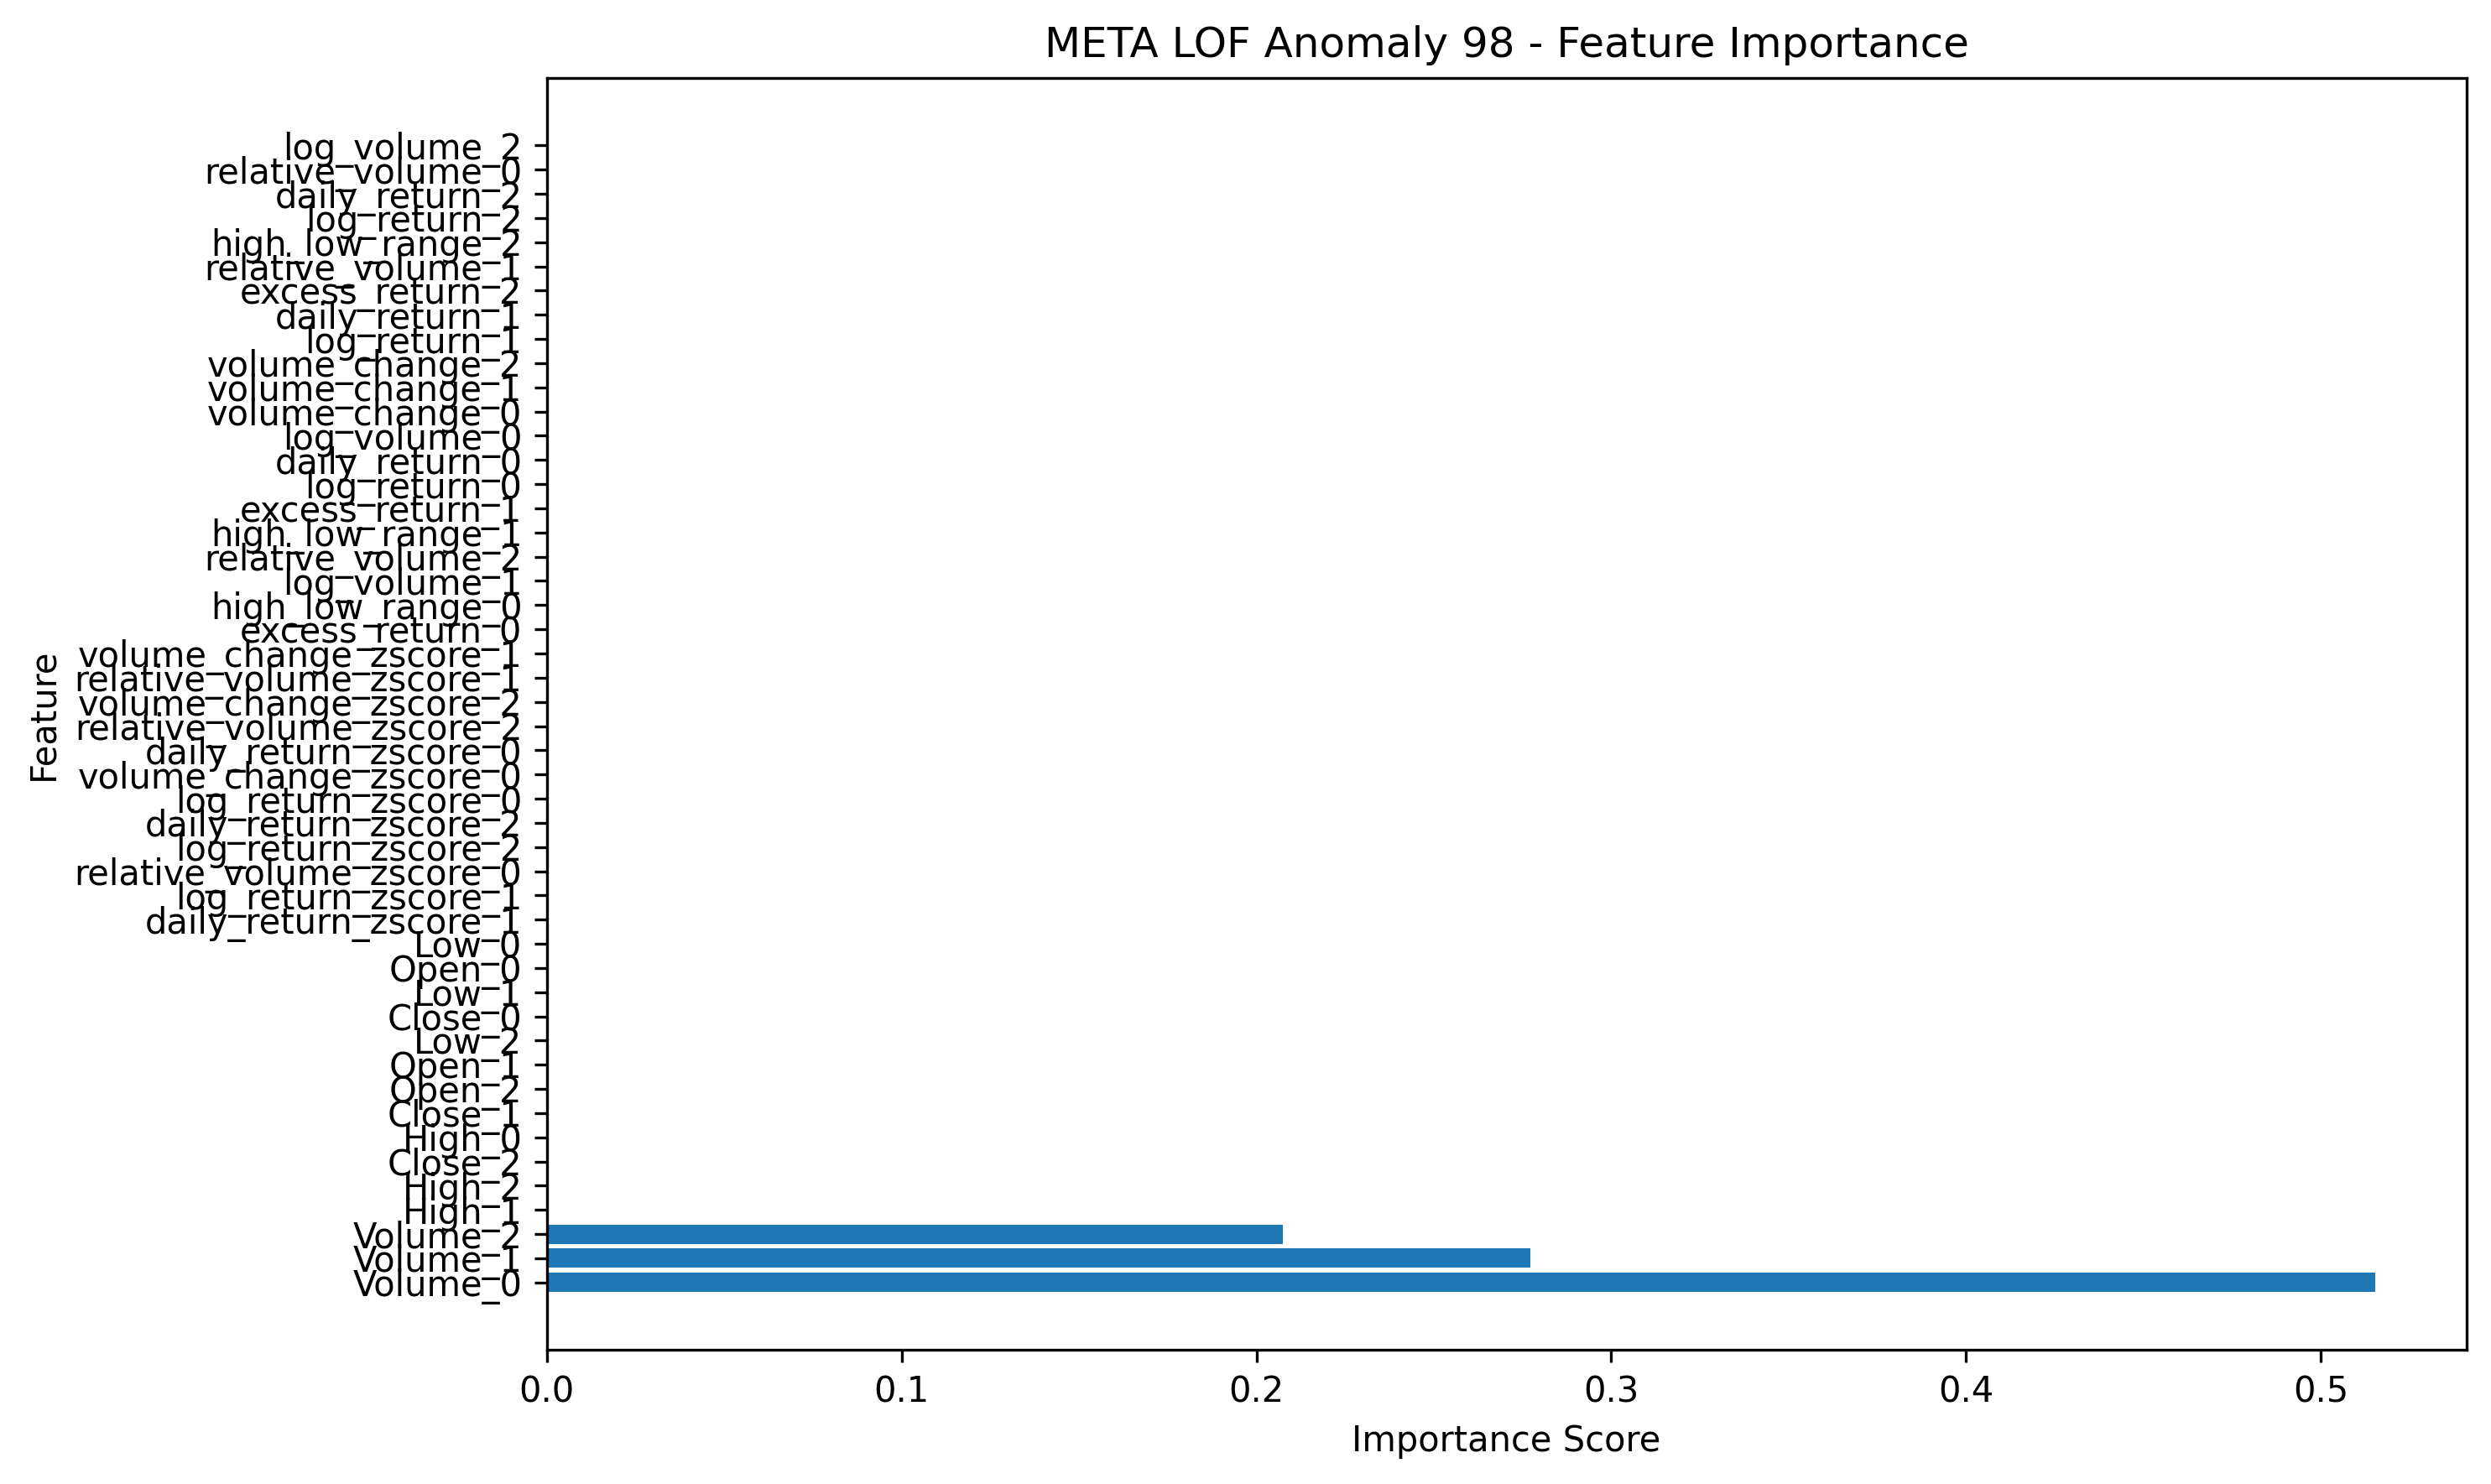 META LOF Anomaly 98 - Feature Importance
log_volume_2
relative_volume_0
daily_return_2
log_return_2
high_low_range_2
relative_volume_1
excess_return_2
daily_return_1
log_return_1
volume_change_2
volume_change_1
volume_change_0
log_volume_0
daily_return_0
log_return_0
excess_return_1
high_low_range_1
relative_volume_2
log_volume_1
high_low_range_0
excess_return_0
volume_change_zscore_1
relative_volume_zscore_1
volume_change_zscore_2
relative_volume_zscore_2
daily_return_zscore_0
volume_change_zscore_0
log_return_zscore_0
daily_return_zscore_2
log_return_zscore_2
relative_volume_zscore_0
log_return_zscore_1
daily_return_zscore_1
Low_0
Open_0
Low_1
Close_0
Low_2
Open_1
Open_2
Close_1
High_0
Close_2
High_2
High_1
Volume_2
Volume_1
Volume_0
Feature
0.0 0.1 0.2 0.3 0.4 0.5
Importance Score